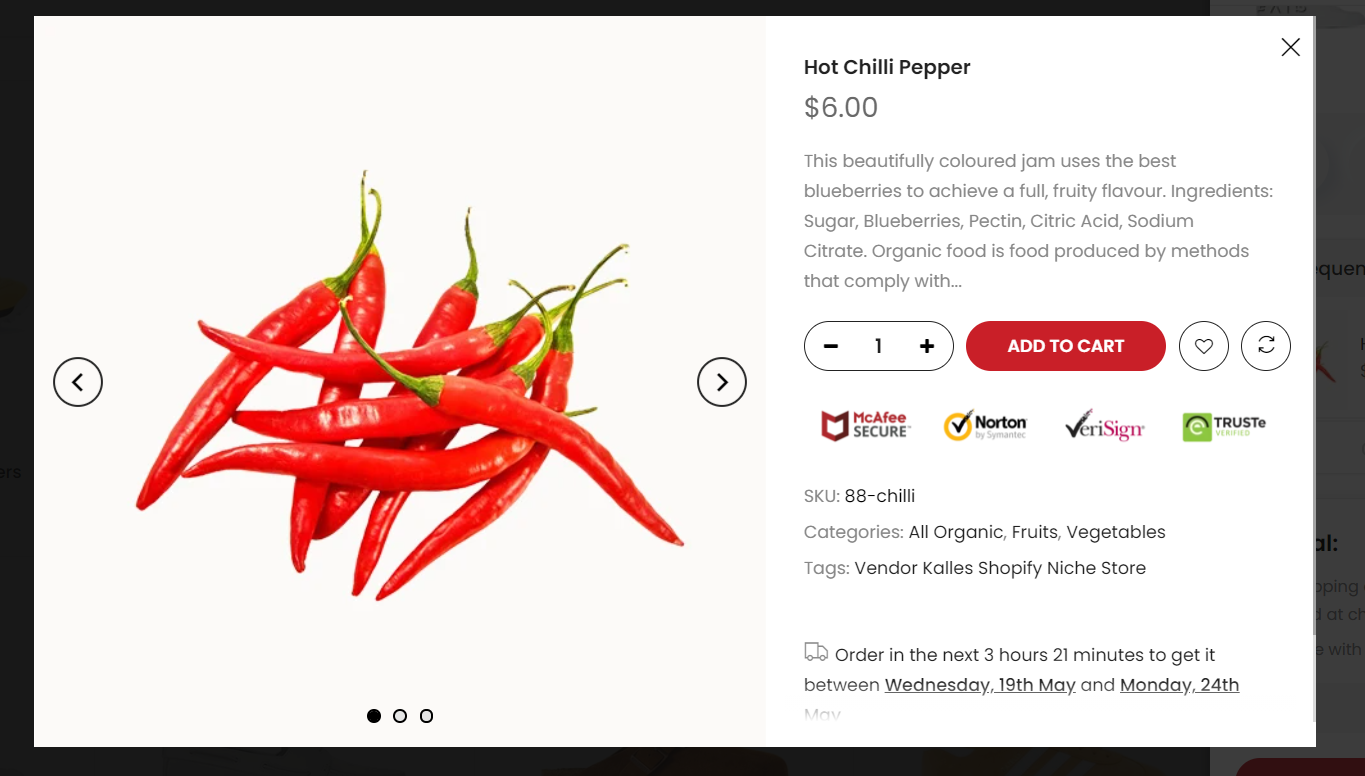 Hot Chilli Pepper
$6.00
This beautifully coloured jam uses the best
blueberries to achieve a full, fruity flavour. Ingredients:
Sugar, Blueberries, Pectin, Citric Acid, Sodium
Citrate. Organic food is food produced by methods
that comply with...
1
ADD TO CART
McAfee
SECURE
Norton
by Symantec
VeriSign
TRUSTe
VERIFIED
SKU: 88-chilli
Categories: All Organic, Fruits, Vegetables
Tags: Vendor Kalles Shopify Niche Store
Order in the next 3 hours 21 minutes to get it
between Wednesday, 19th May and Monday, 24th
May